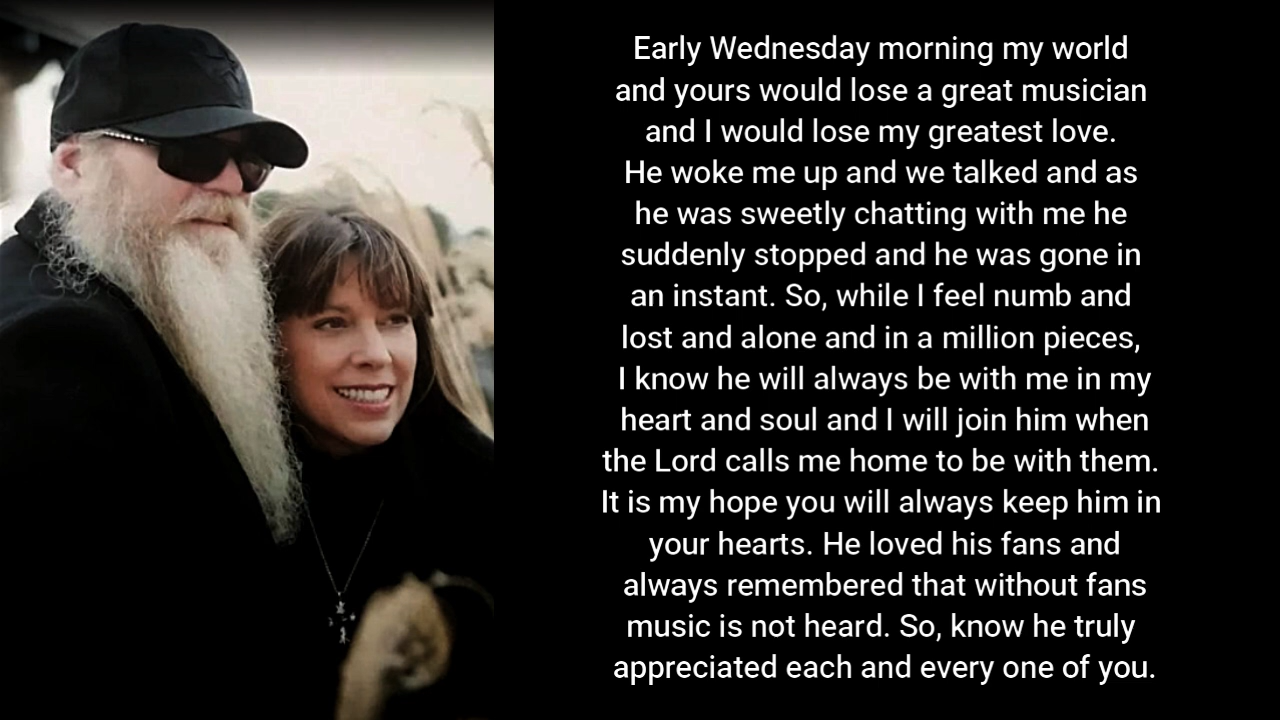 Early Wednesday morning my world
and yours would lose a great musician
and I would lose my greatest love.
He woke me up and we talked and as
he was sweetly chatting with me he
suddenly stopped and he was gone in
an instant. So, while I feel numb and
lost and alone and in a million pieces,
I know he will always be with me in my
heart and soul and I will join him when
the Lord calls me home to be with them.
It is my hope you will always keep him in
your hearts. He loved his fans and
always remembered that without fans
music is not heard. So, know he truly
appreciated each and every one of you.